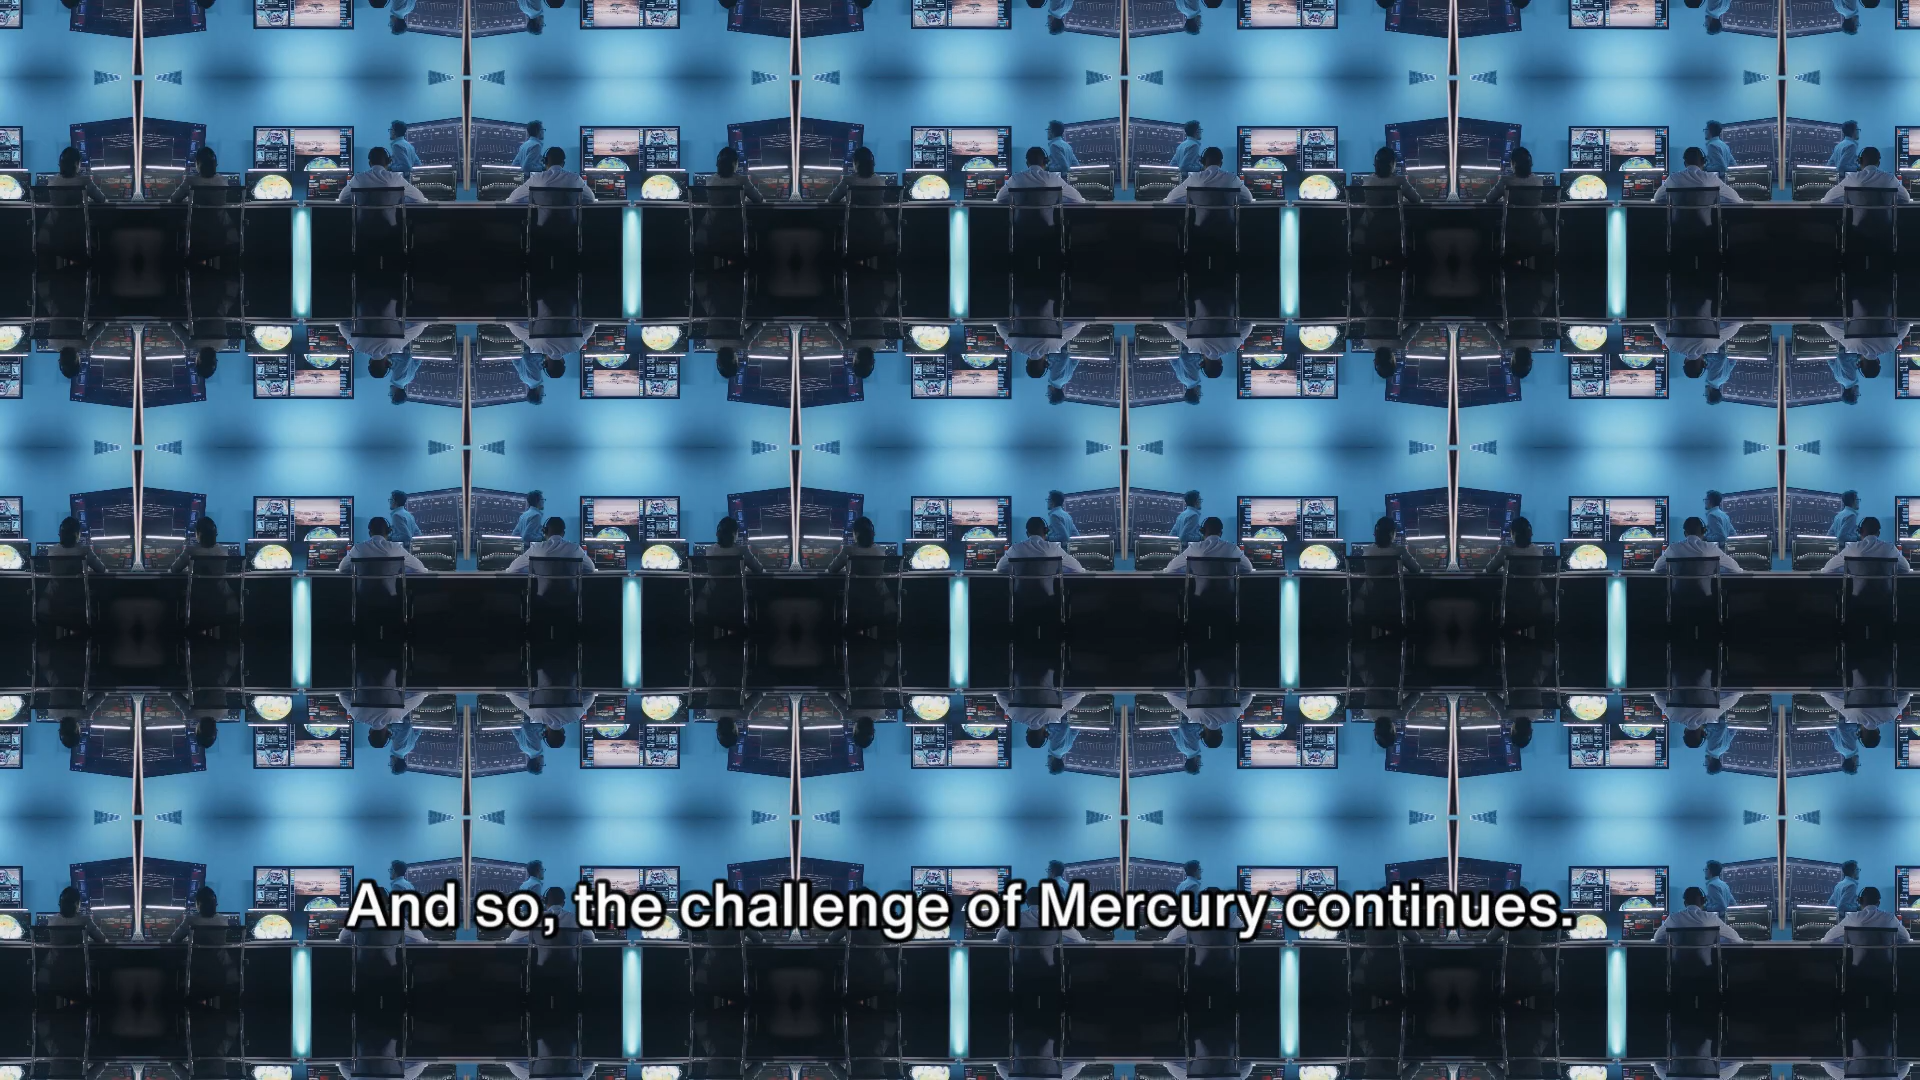 And so, the challenge of Mercury continues.